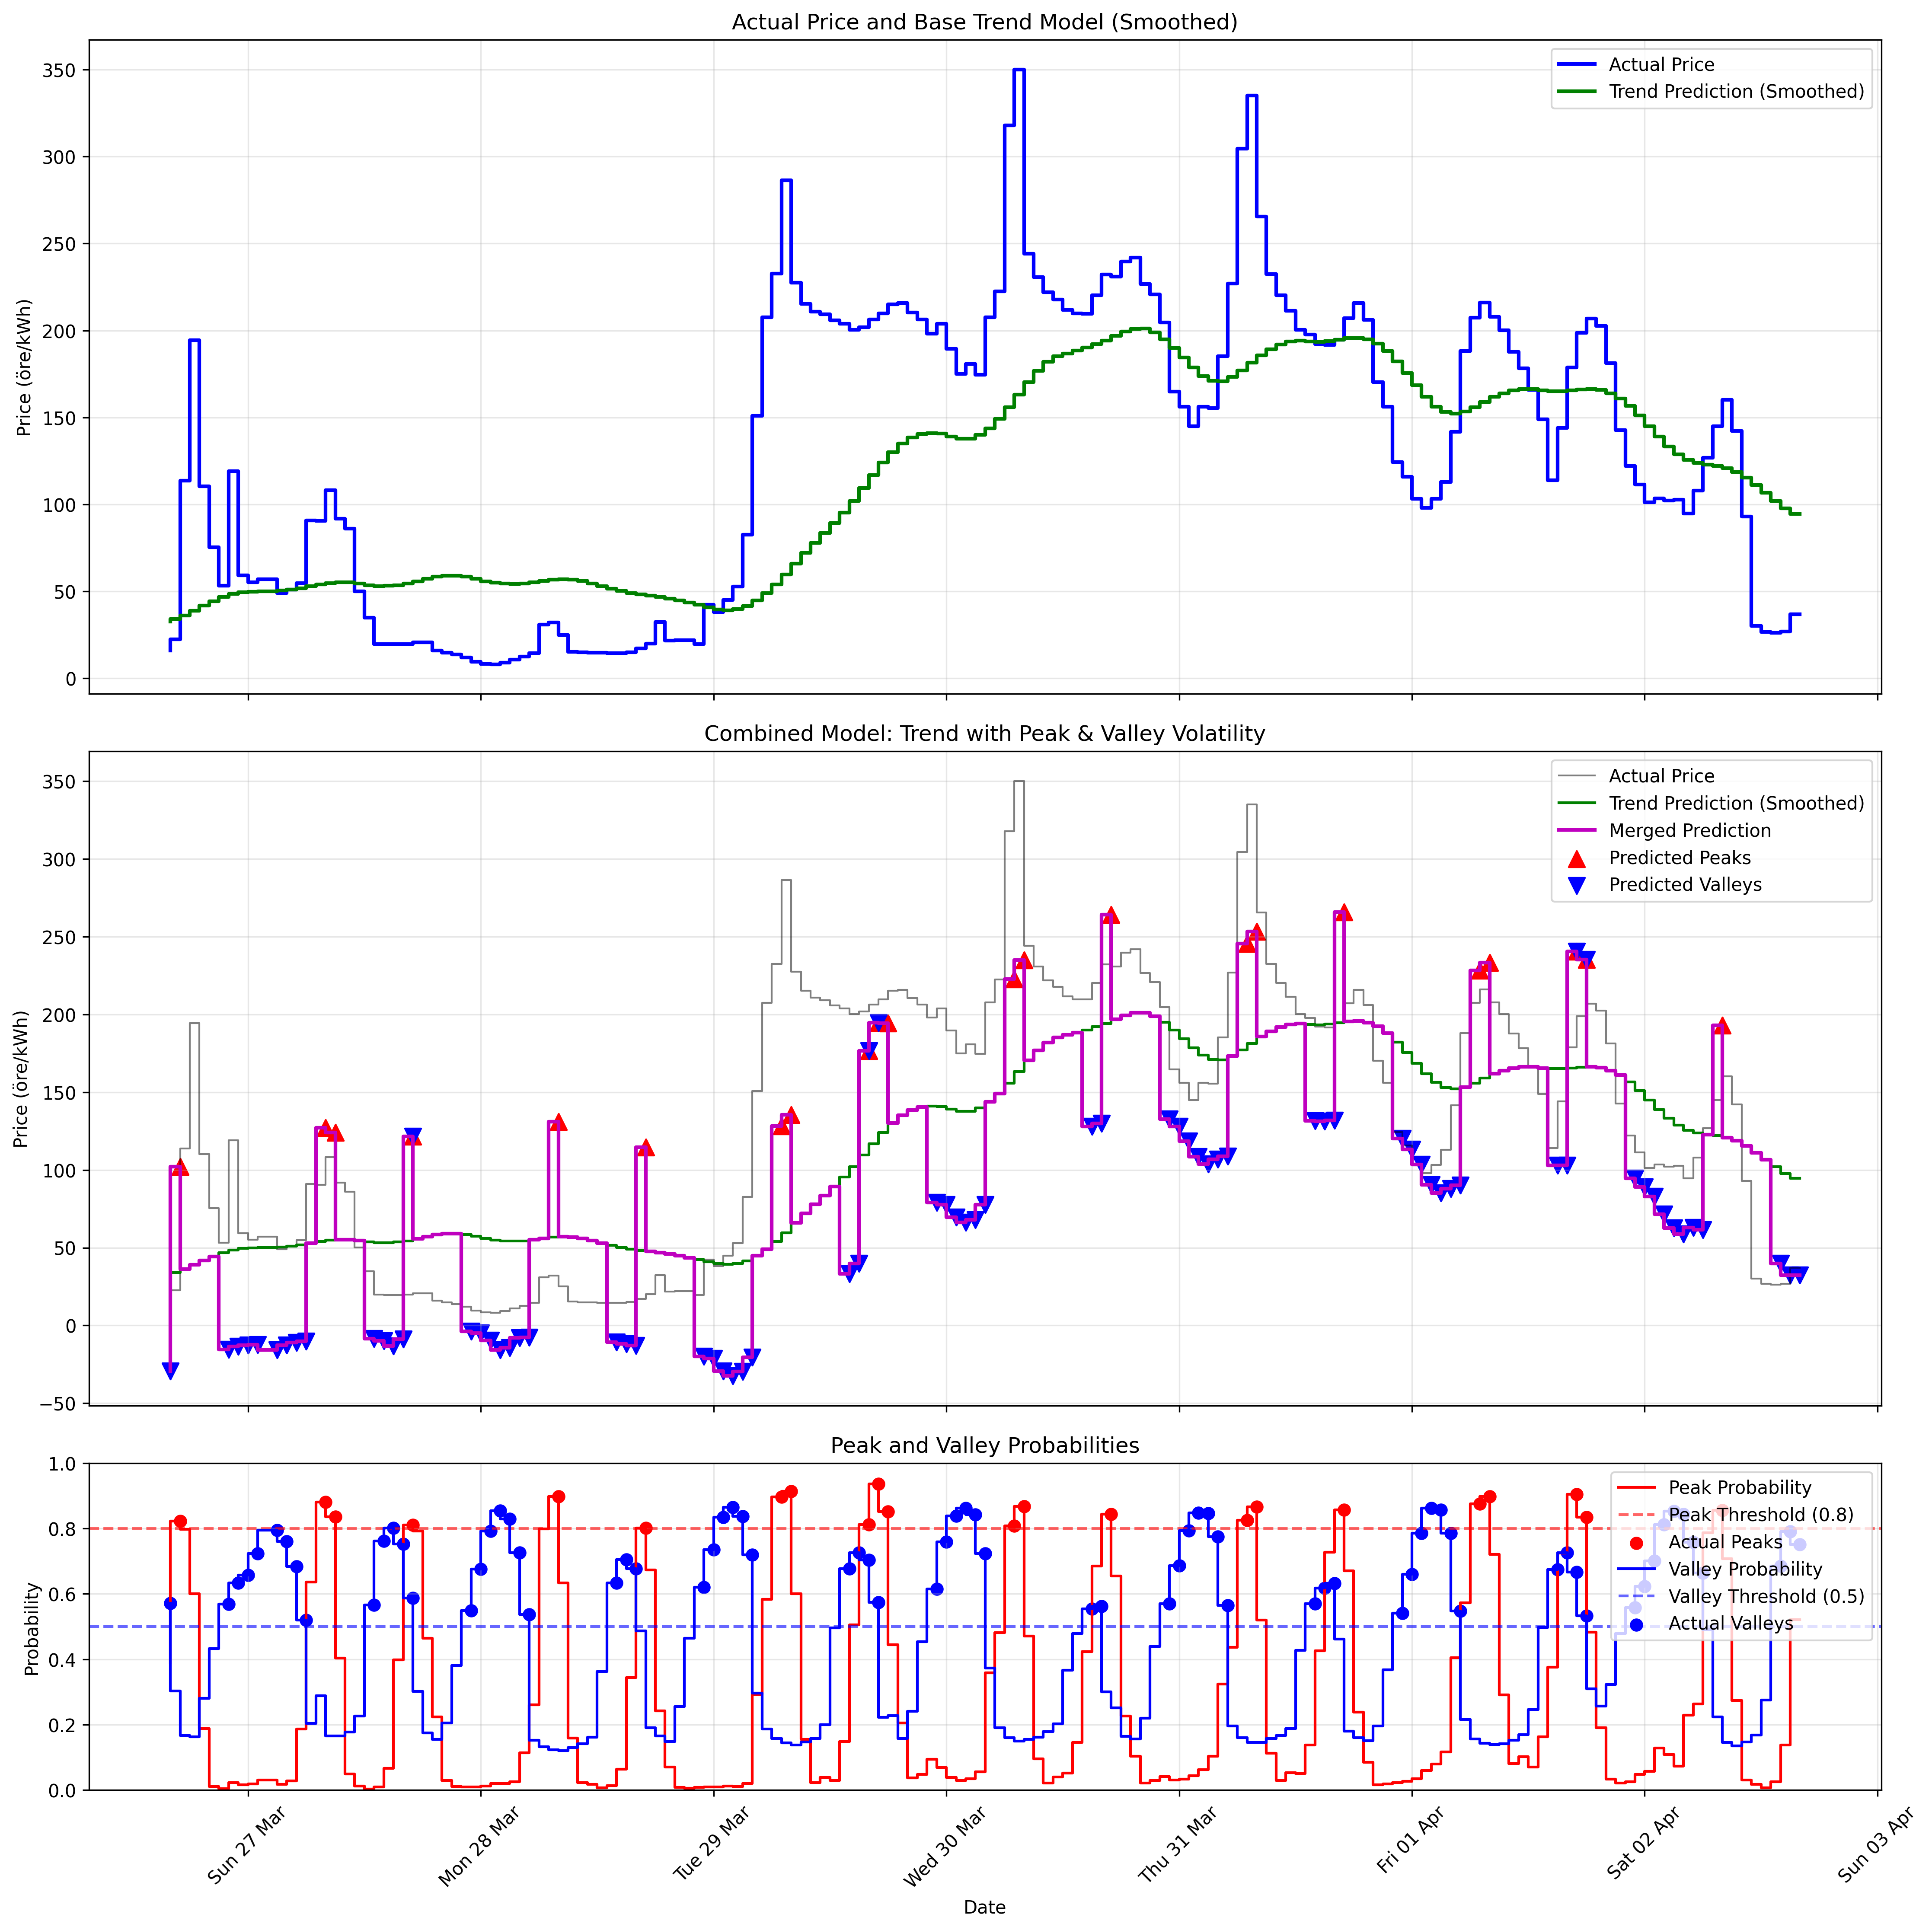 Actual Price and Base Trend Model (Smoothed)
350
300
250
200
150
100
50
0
Price (öre/kWh)
Actual Price
Trend Prediction (Smoothed)
Combined Model: Trend with Peak & Valley Volatility
350
300
250
200
150
100
50
0
−50
Price (öre/kWh)
Actual Price
Trend Prediction (Smoothed)
Merged Prediction
Predicted Peaks
Predicted Valleys
Peak and Valley Probabilities
1.0
0.8
0.6
0.4
0.2
0.0
Probability
Peak Probability
Peak Threshold (0.8)
Actual Peaks
Valley Probability
Valley Threshold (0.5)
Actual Valleys
Sun 27 Mar
Mon 28 Mar
Tue 29 Mar
Wed 30 Mar
Thu 31 Mar
Fri 01 Apr
Sat 02 Apr
Sun 03 Apr
Date